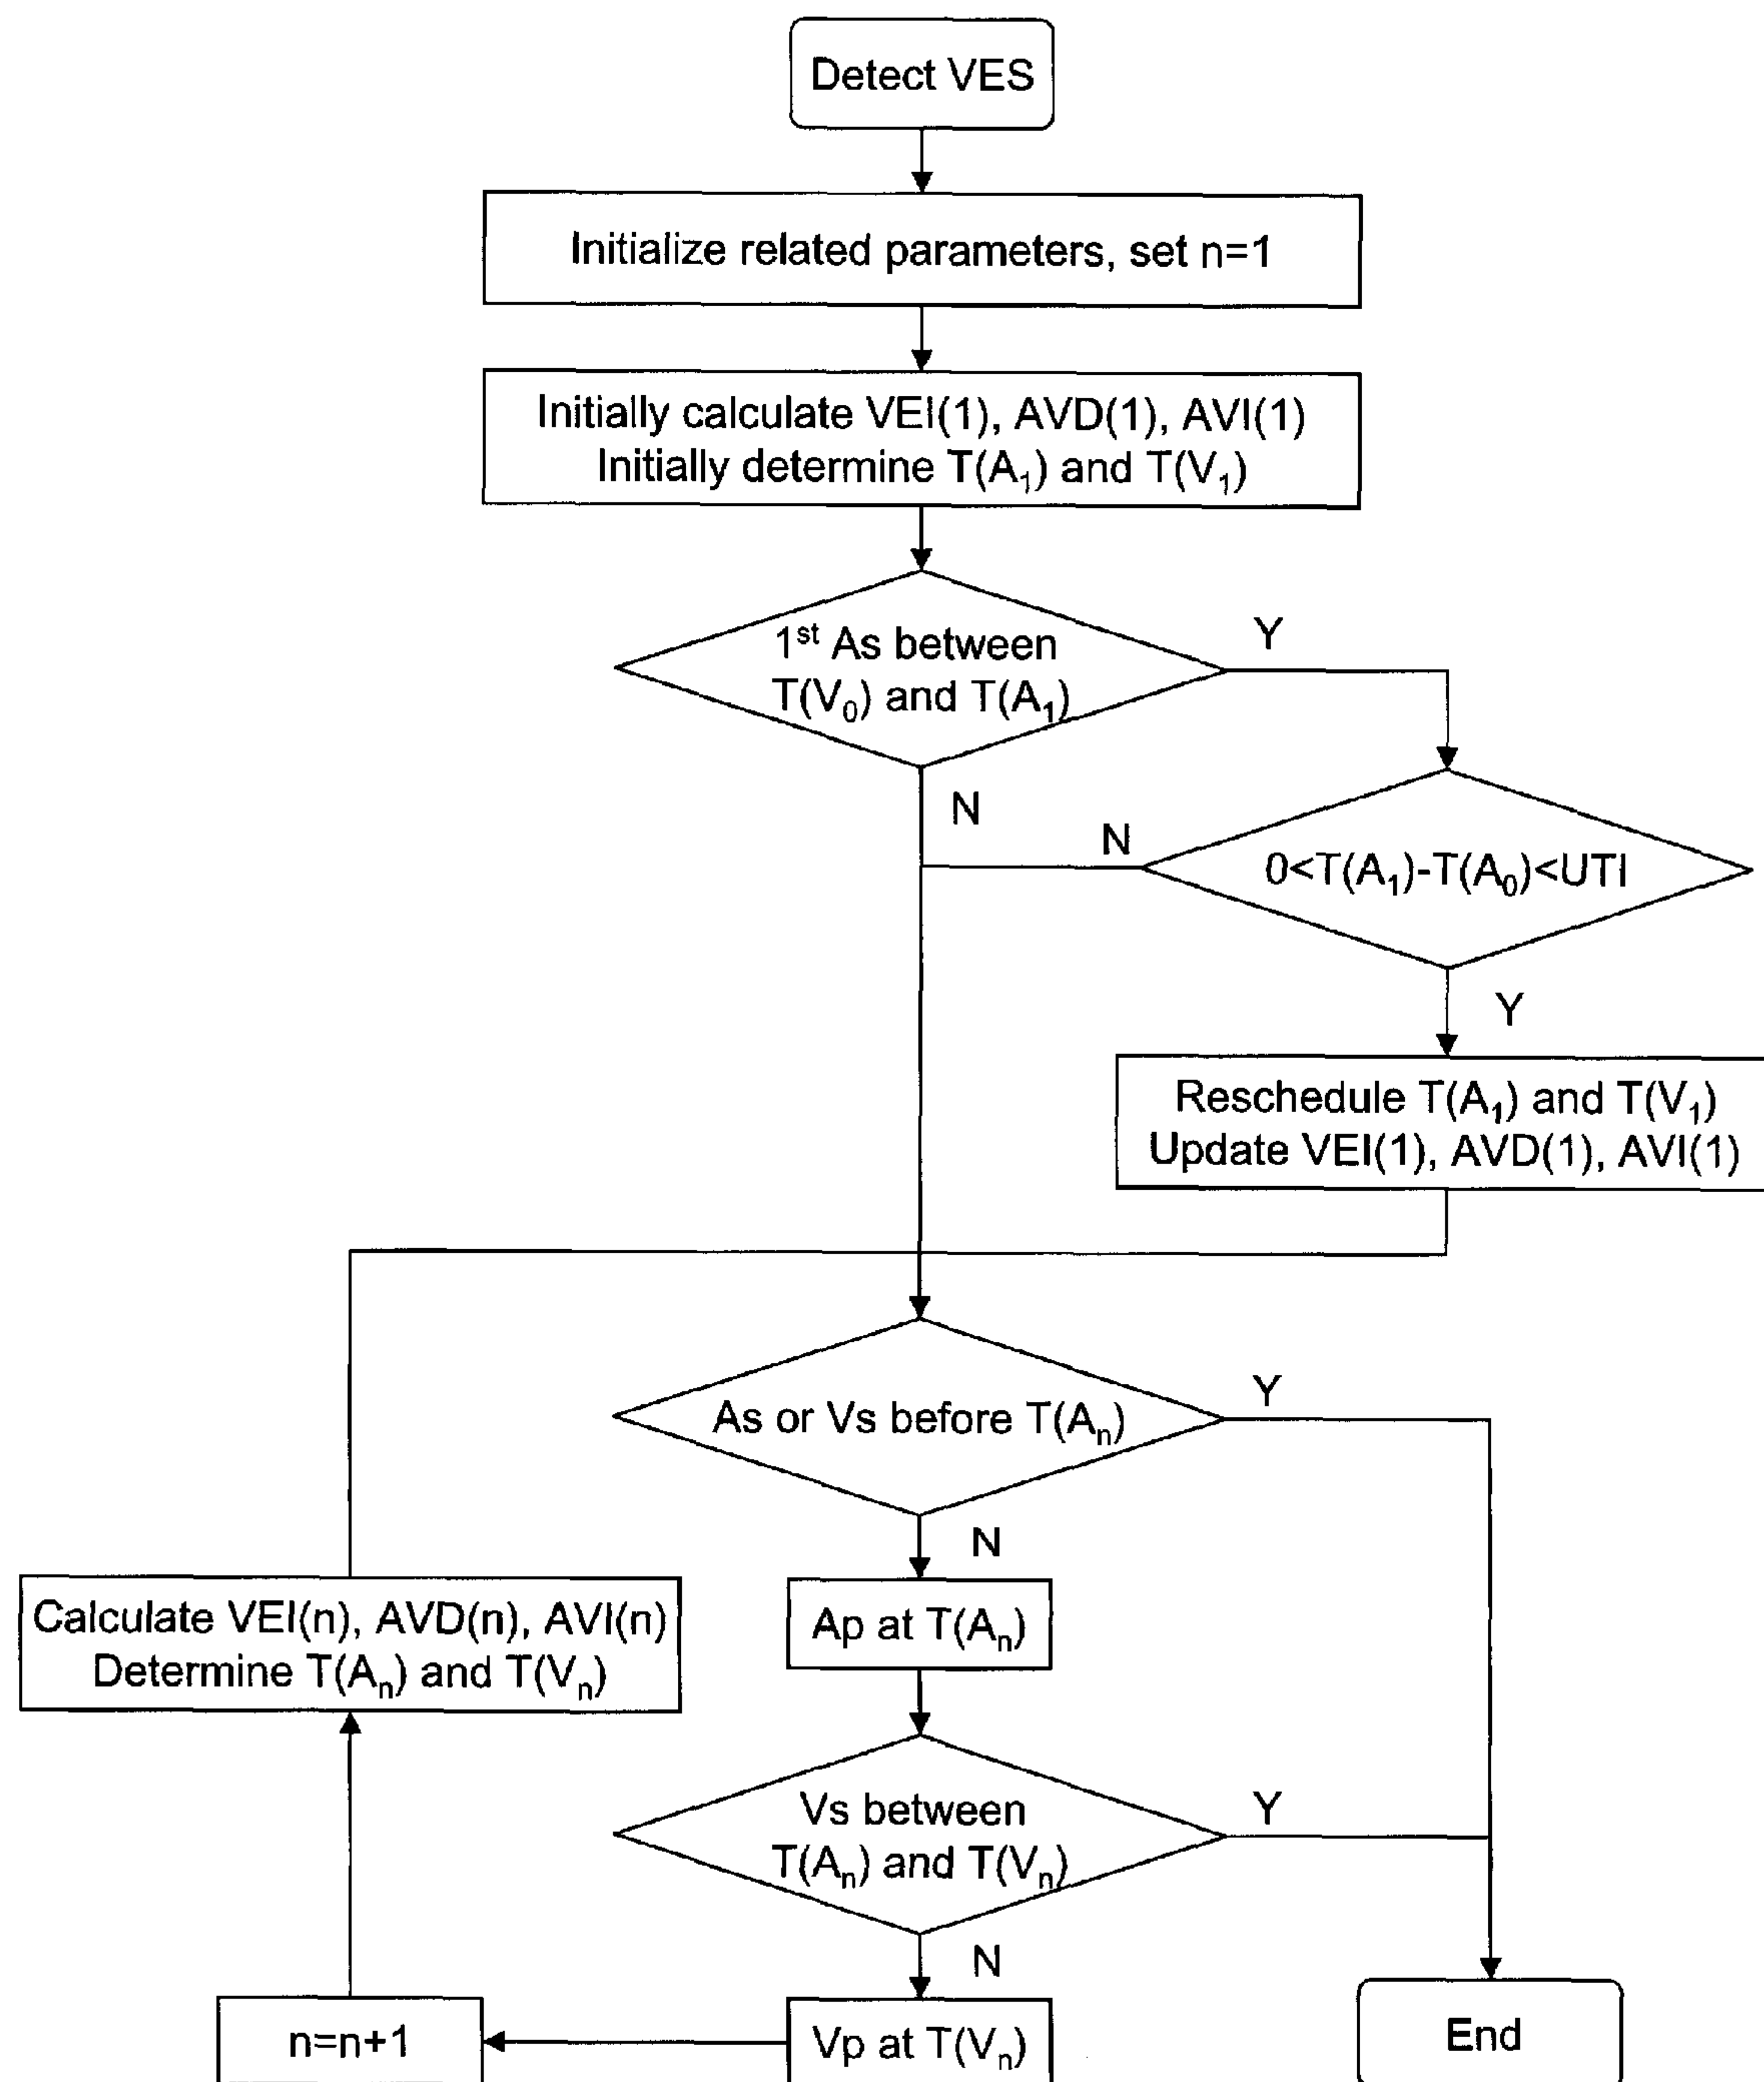 Detect VES
Initialize related parameters, set n=1
Initially calculate VEI(1), AVD(1), AVI(1)
Initially determine T(A₁) and T(V₁)
1ˢᵗ As between
T(V₀) and T(A₁)
Y
N
N
0<T(A₁)-T(A₀)<UTI
Y
Reschedule T(A₁) and T(V₁)
Update VEI(1), AVD(1), AVI(1)
As or Vs before T(Aₙ)
Y
N
Calculate VEI(n), AVD(n), AVI(n)
Determine T(Aₙ) and T(Vₙ)
Ap at T(Aₙ)
Vs between
T(Aₙ) and T(Vₙ)
Y
N
n=n+1
Vp at T(Vₙ)
End